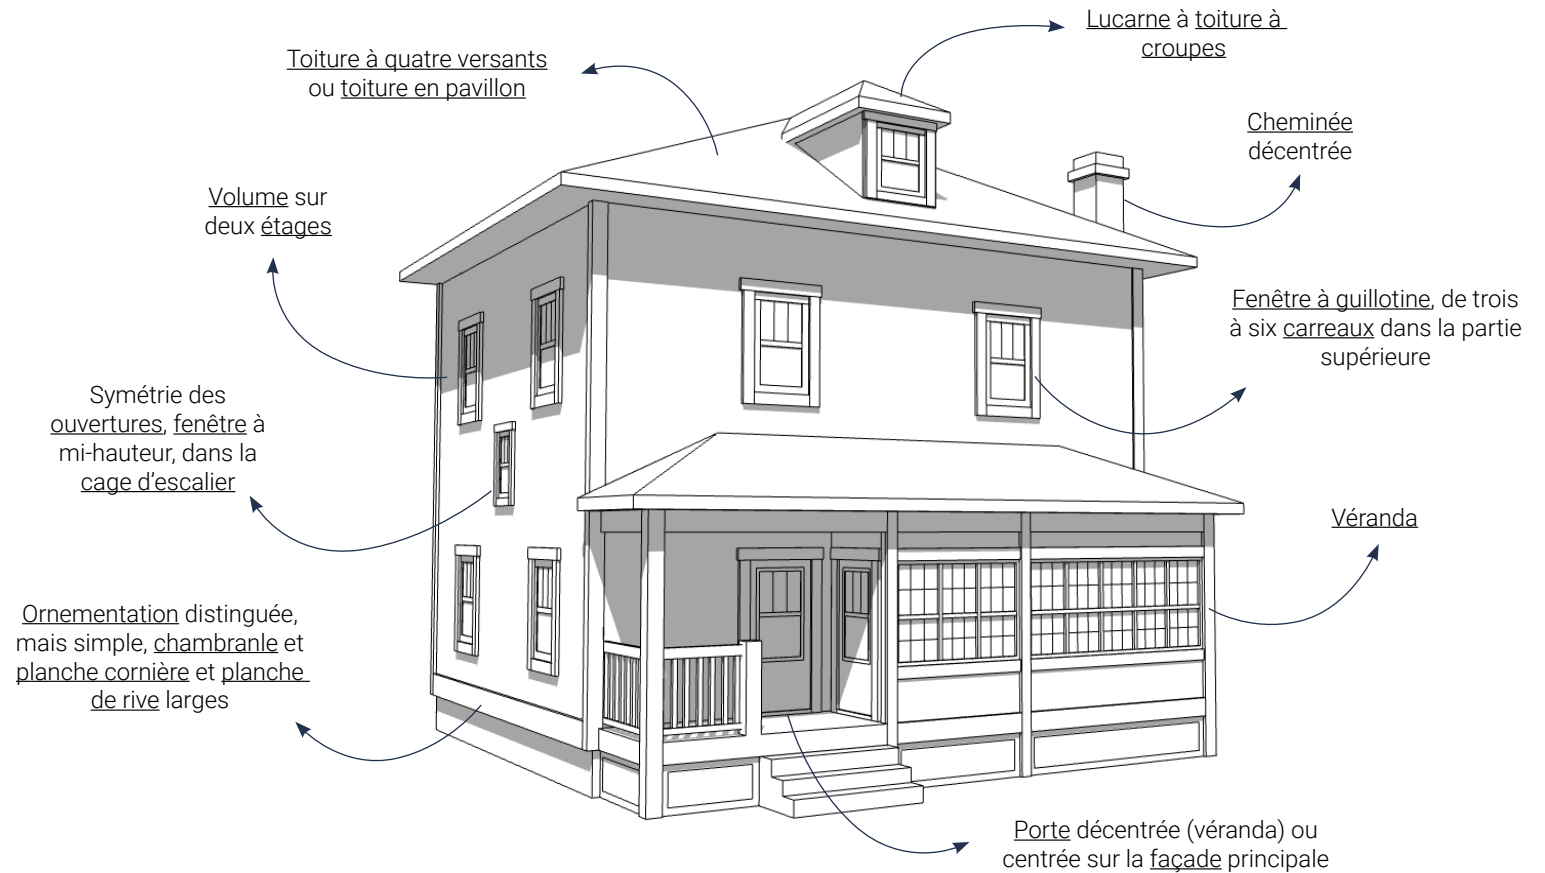 Lucarne à toiture à
croupes
Toiture à quatre versants
ou toiture en pavillon
Cheminée
décentrée
Volume sur
deux étages
Fenêtre à guillotine, de trois
à six carreaux dans la partie
supérieure
Symétrie des
ouvertures, fenêtre à
mi-hauteur, dans la
cage d’escalier
Véranda
Ornementation distinguée,
mais simple, chambranle et
planche cornière et planche
de rive larges
Porte décentrée (véranda) ou
centrée sur la façade principale